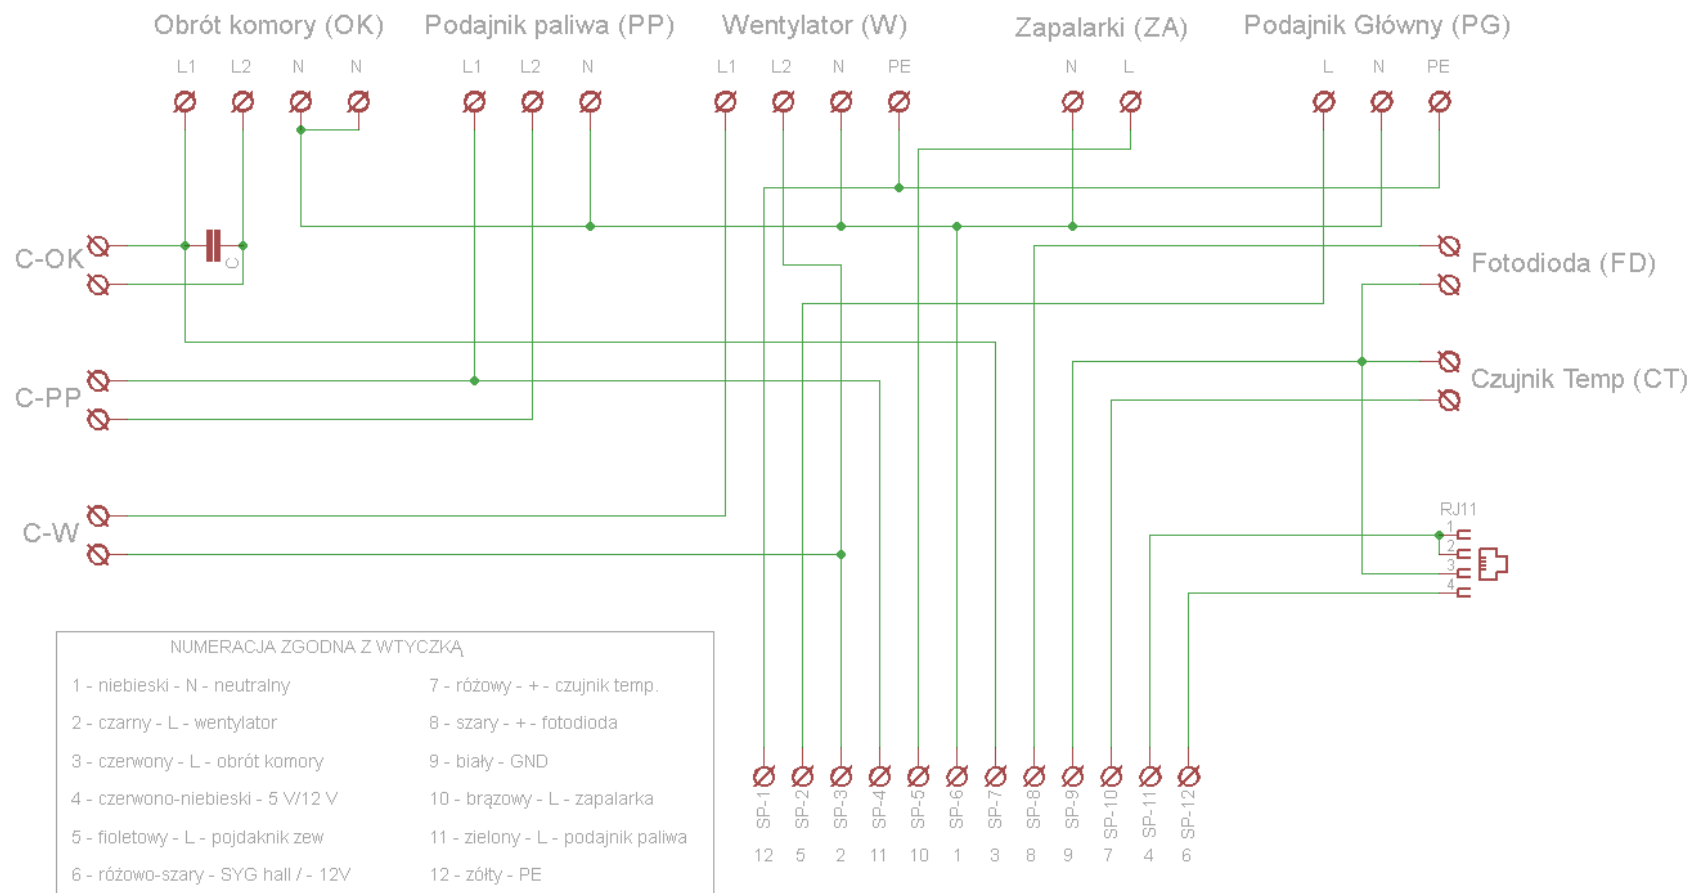 Obrót komory (OK) Podajnik paliwa (PP) Wentylator (W) Zapalarki (ZA) Podajnik Główny (PG)
L1 L2 N N L1 L2 N L1 L2 N PE N L L N PE
C-OK
C
Fotodioda (FD)
C-PP
Czujnik Temp (CT)
C-W
RJ11
1
2
3
4
NUMERACJA ZGODNA Z WTYCZKĄ
1 - niebieski - N - neutralny
2 - czarny - L - wentylator
3 - czerwony - L - obrót komory
4 - czerwono-niebieski - 5 V/12 V
5 - fioletowy - L - pojdaknik zew
6 - różowo-szary - SYG hall / - 12V
7 - różowy - + - czujnik temp.
8 - szary - + - fotodioda
9 - biały - GND
10 - brązowy - L - zapalarka
11 - zielony - L - podajnik paliwa
12 - zółty - PE
SP-1 SP-2 SP-3 SP-4 SP-5 SP-6 SP-7 SP-8 SP-9 SP-10 SP-11 SP-12
12 5 2 11 10 1 3 8 9 7 4 6